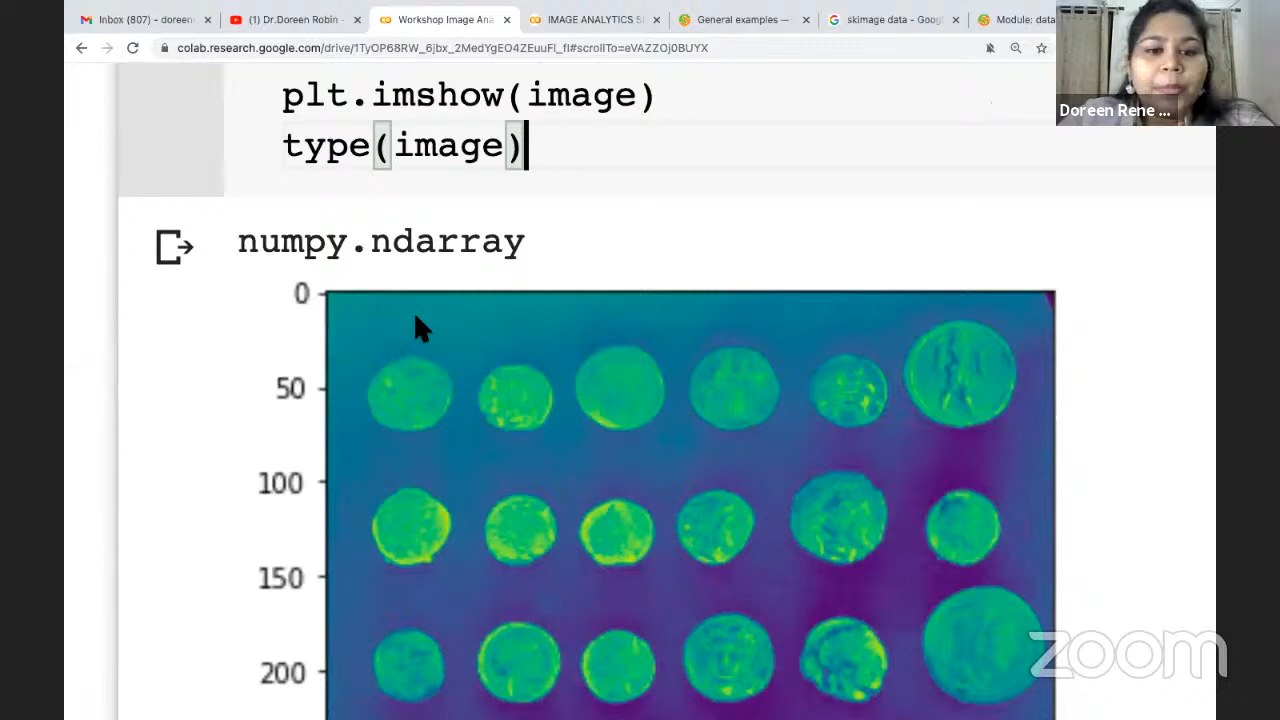 Inbox (807) - doreen
(1) Dr.Doreen Robin -
Workshop Image Ana
IMAGE ANALYTICS S
General examples —
skimage data - Goog
Module: data
colab.research.google.com/drive/1TyOP68RW_6jbx_2MedYgEO4ZEuuFl_fI#scrollTo=eVAZZOj0BUYX
Doreen Rene ...
plt.imshow(image)
type(image)
numpy.ndarray
0
50
100
150
200
zoom